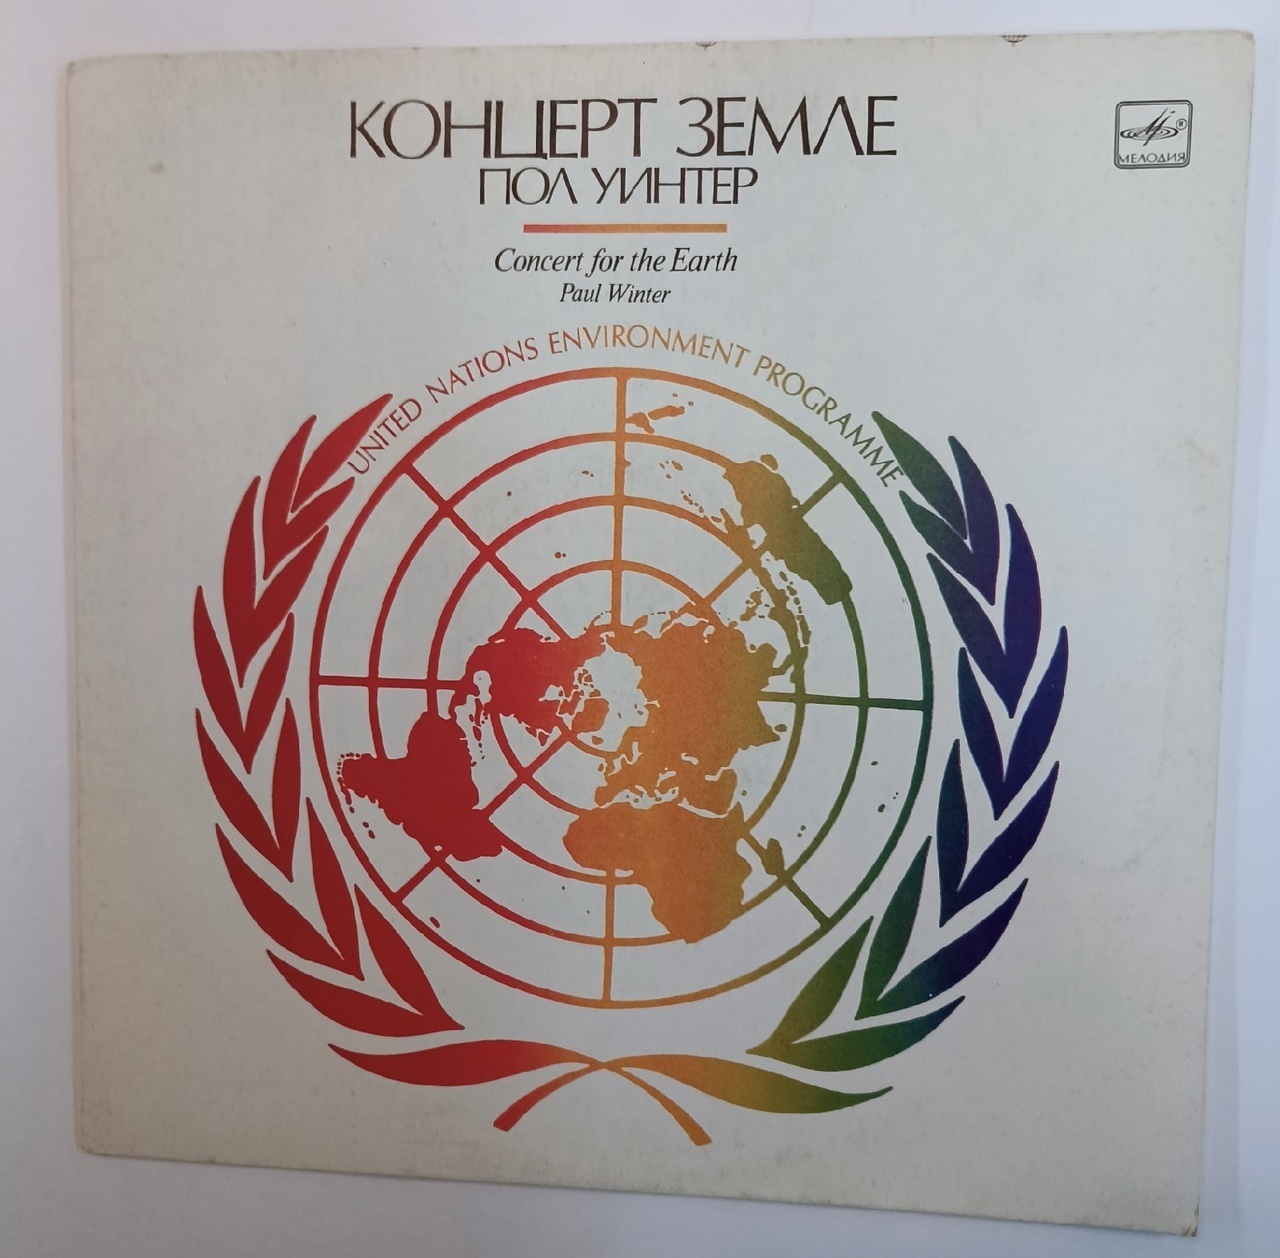 КОНЦЕРТ ЗЕМЛЕ
ПОЛ УИНТЕР
МЕЛОДИЯ
Concert for the Earth
Paul Winter
UNITED NATIONS ENVIRONMENT PROGRAMME